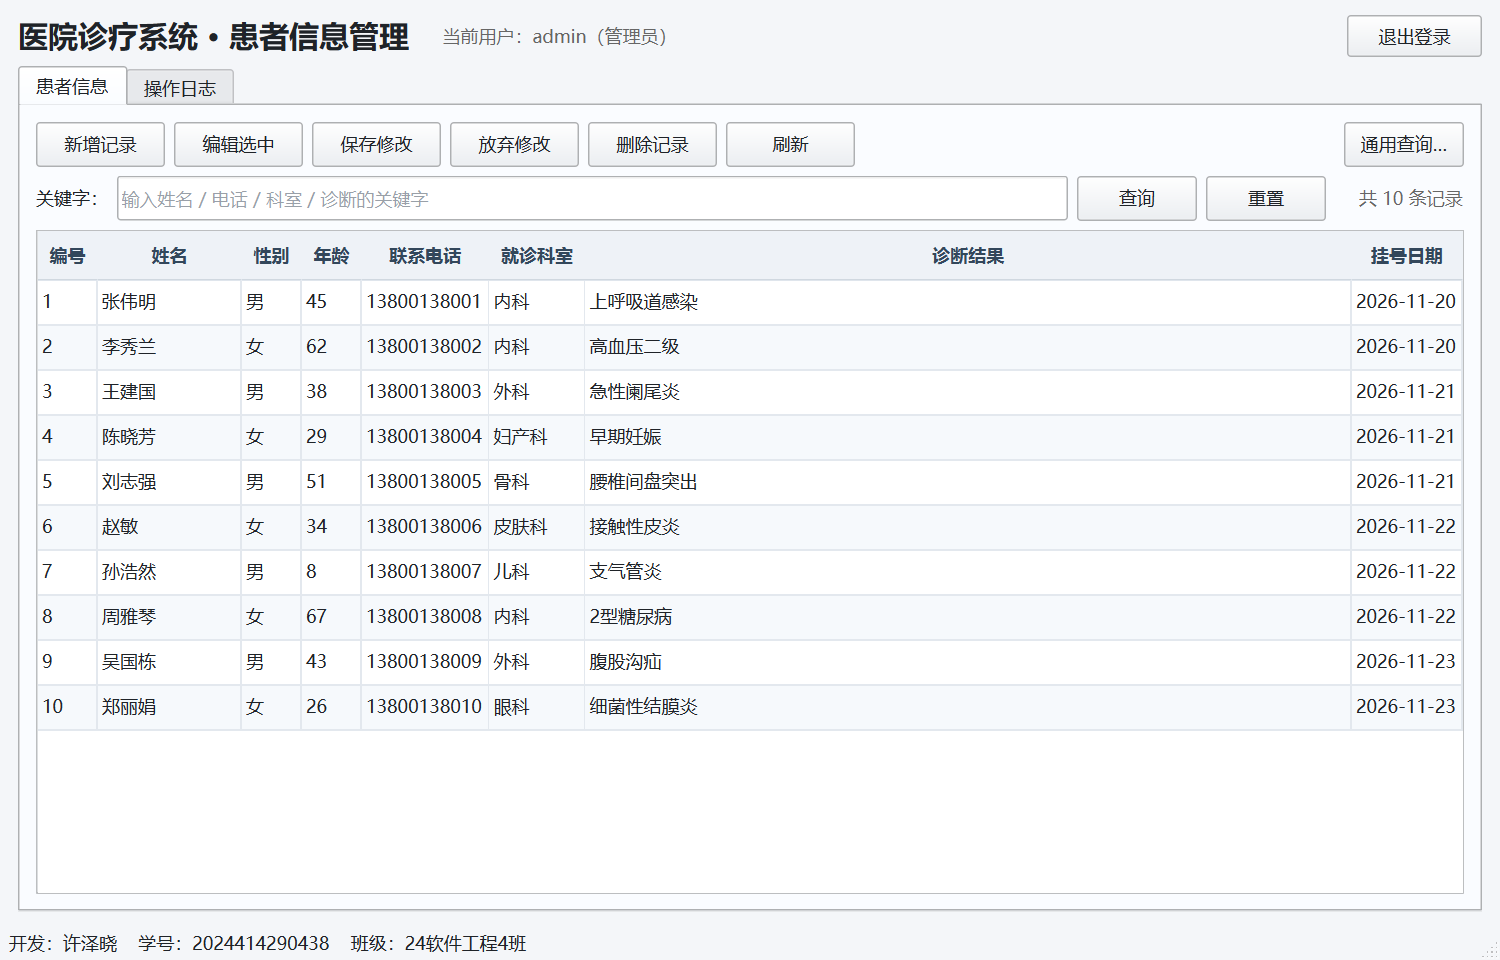 医院诊疗系统 • 患者信息管理 当前用户：admin（管理员） 退出登录
患者信息 操作日志
新增记录 编辑选中 保存修改 放弃修改 删除记录 刷新 通用查询...
关键字： 输入姓名 / 电话 / 科室 / 诊断的关键字 查询 重置 共 10 条记录
编号 姓名 性别 年龄 联系电话 就诊科室 诊断结果 挂号日期
1 张伟明 男 45 13800138001 内科 上呼吸道感染 2026-11-20
2 李秀兰 女 62 13800138002 内科 高血压二级 2026-11-20
3 王建国 男 38 13800138003 外科 急性阑尾炎 2026-11-21
4 陈晓芳 女 29 13800138004 妇产科 早期妊娠 2026-11-21
5 刘志强 男 51 13800138005 骨科 腰椎间盘突出 2026-11-21
6 赵敏 女 34 13800138006 皮肤科 接触性皮炎 2026-11-22
7 孙浩然 男 8 13800138007 儿科 支气管炎 2026-11-22
8 周雅琴 女 67 13800138008 内科 2型糖尿病 2026-11-22
9 吴国栋 男 43 13800138009 外科 腹股沟疝 2026-11-23
10 郑丽娟 女 26 13800138010 眼科 细菌性结膜炎 2026-11-23
开发：许泽晓 学号：2024414290438 班级：24软件工程4班